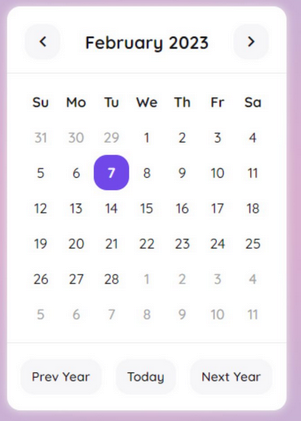 February 2023
Su Mo Tu We Th Fr Sa
31 30 29 1 2 3 4
5 6 7 8 9 10 11
12 13 14 15 16 17 18
19 20 21 22 23 24 25
26 27 28 1 2 3 4
5 6 7 8 9 10 11
Prev Year Today Next Year